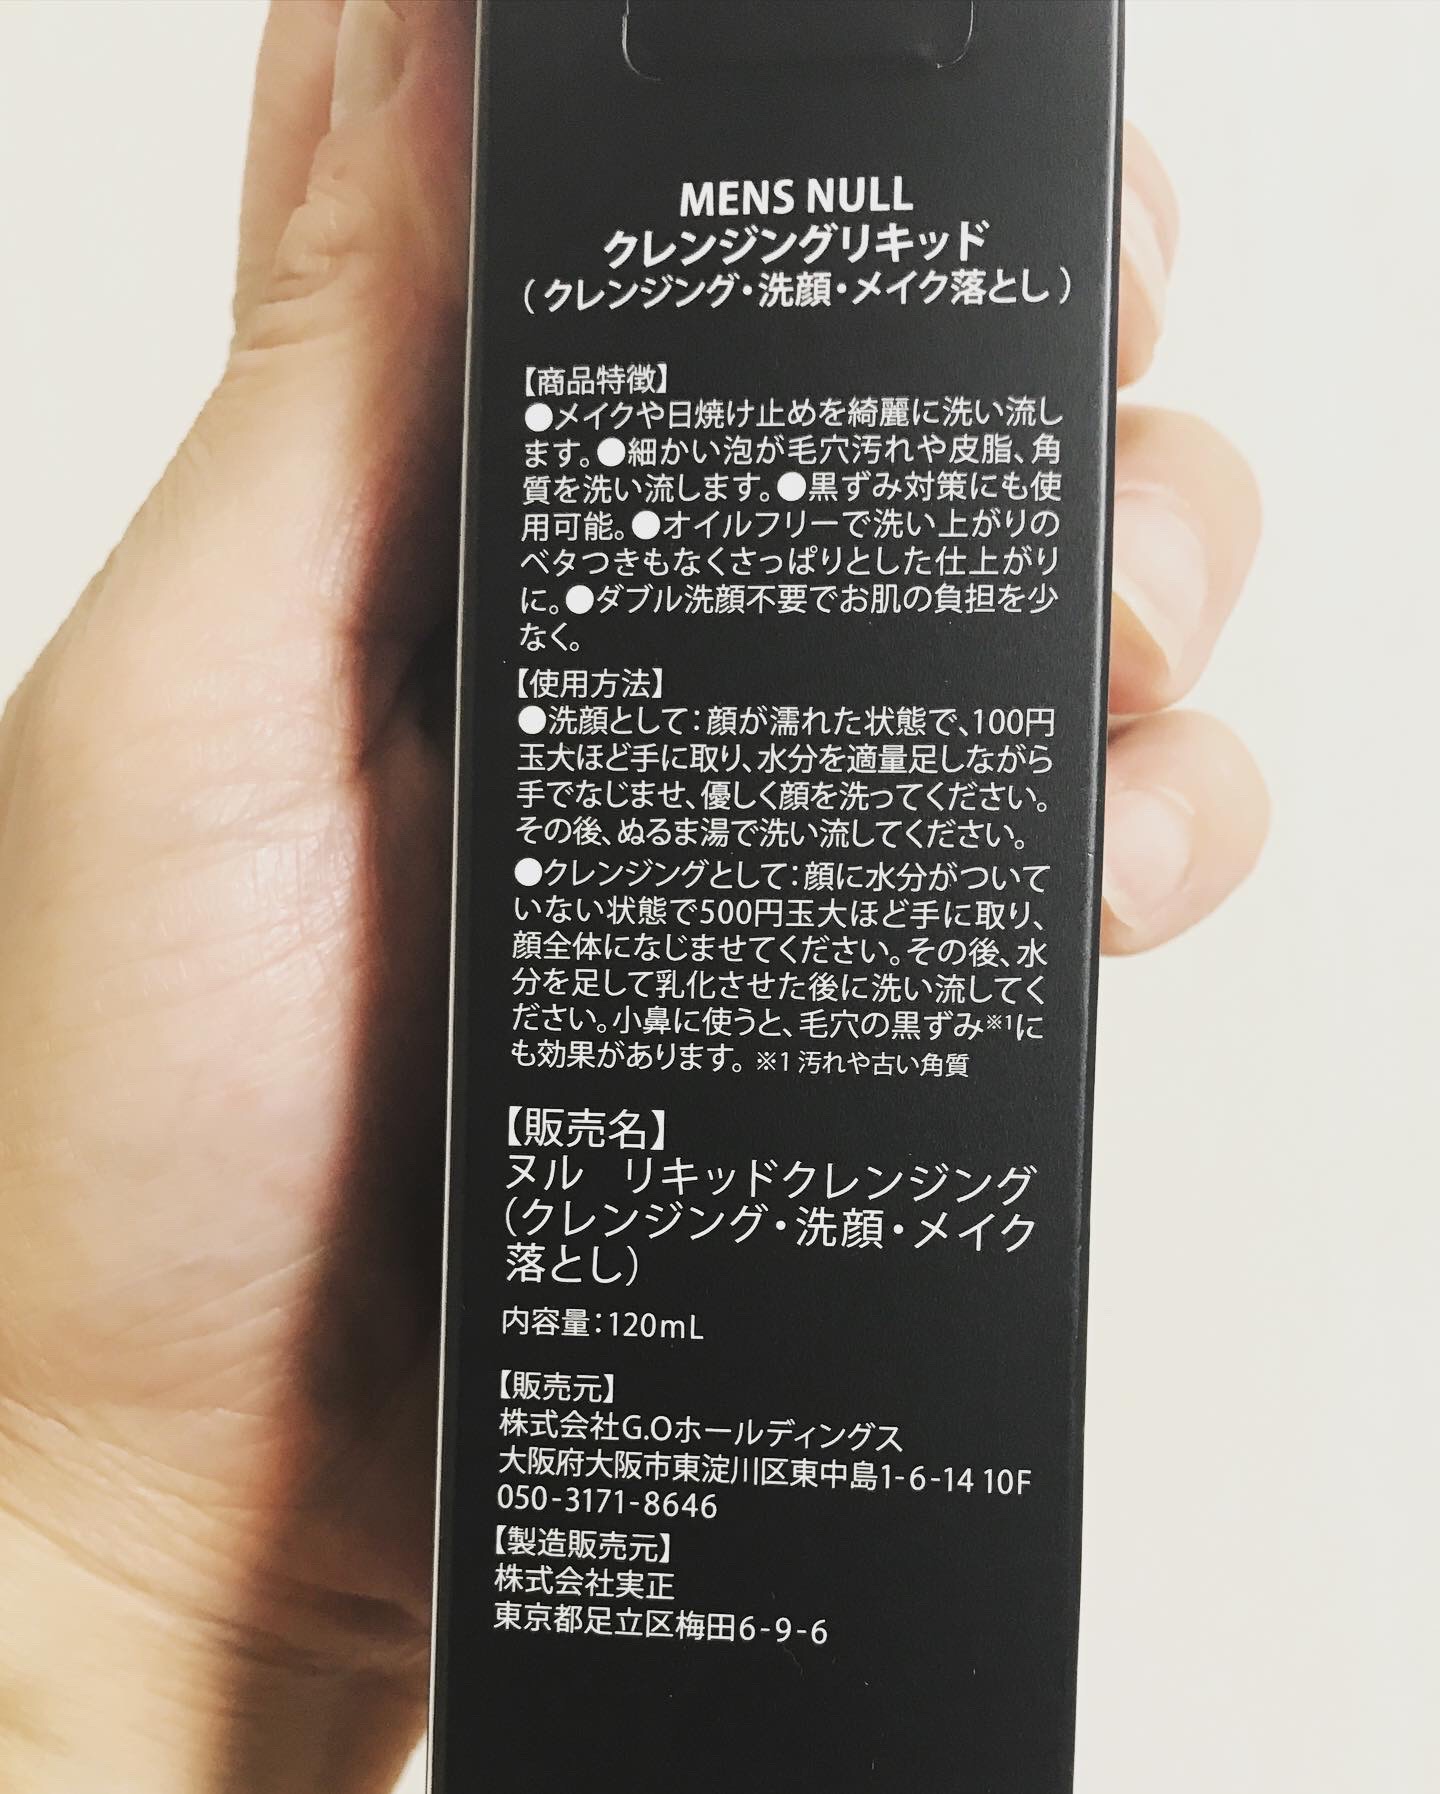 MENS NULL
クレンジングリキッド
(クレンジング・洗顔・メイク落とし)
【商品特徴】
●メイクや日焼け止めを綺麗に洗い流し
ます。●細かい泡が毛穴汚れや皮脂、角
質を洗い流します。●黒ずみ対策にも使
用可能。●オイルフリーで洗い上がりの
ベタつきもなくさっぱりとした仕上がり
に。●ダブル洗顔不要でお肌の負担を少
なく。
【使用方法】
●洗顔として：顔が濡れた状態で、100円
玉大ほど手に取り、水分を適量足しながら
手でなじませ、優しく顔を洗ってください。
その後、ぬるま湯で洗い流してください。
●クレンジングとして：顔に水分がついて
いない状態で500円玉大ほど手に取り、
顔全体になじませてください。その後、水
分を足して乳化させた後に洗い流してく
ださい。小鼻に使うと、毛穴の黒ずみ※1に
も効果があります。※1 汚れや古い角質
【販売名】
ヌル　リキッドクレンジング
(クレンジング・洗顔・メイク
落とし)
内容量：120mL
【販売元】
株式会社G.Oホールディングス
大阪府大阪市東淀川区東中島1-6-14 10F
050-3171-8646
【製造販売元】
株式会社実正
東京都足立区梅田6-9-6